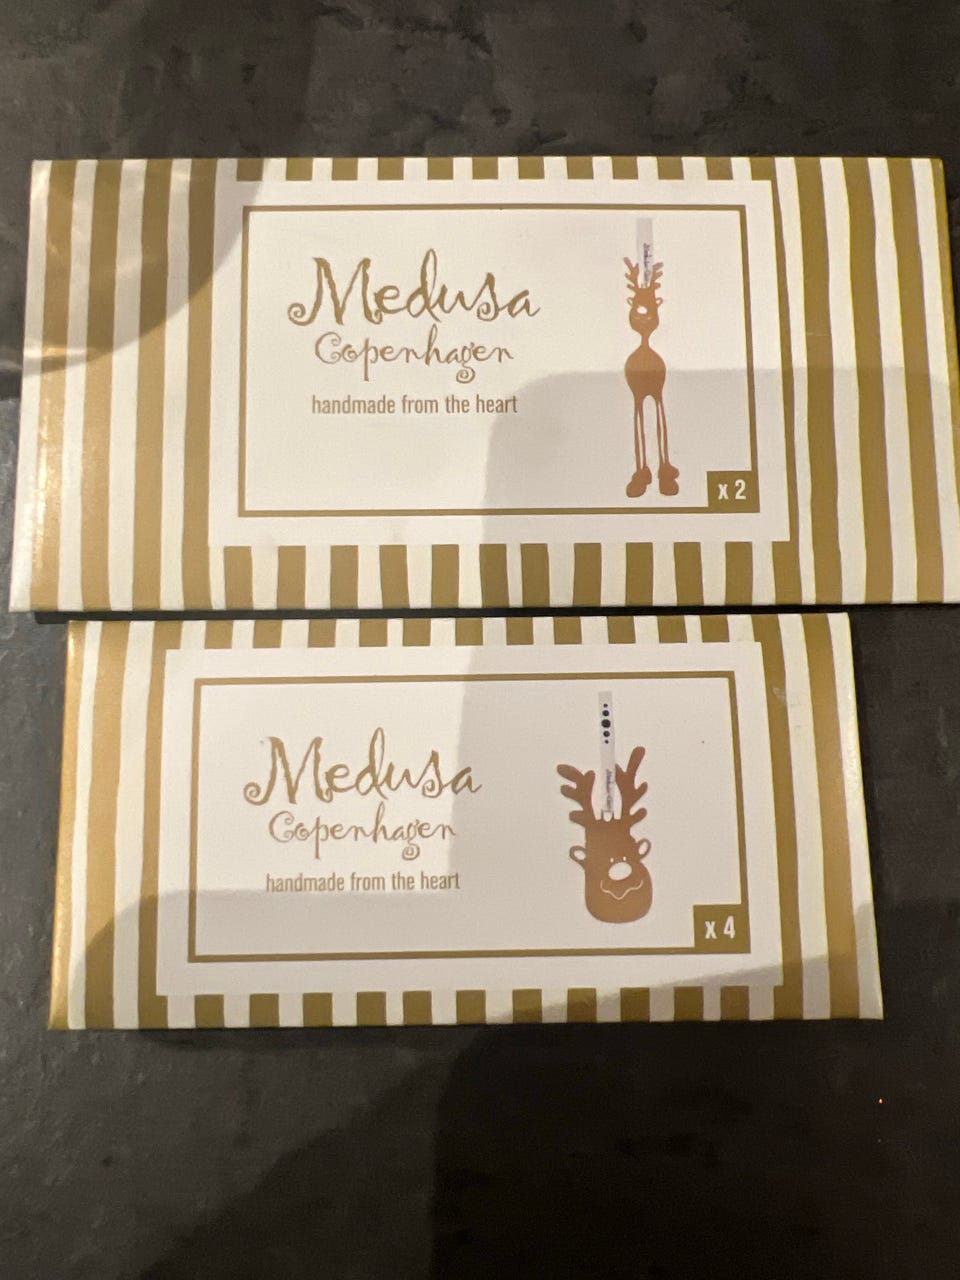 Medusa
Copenhagen
handmade from the heart
x 2
Medusa
Copenhagen
handmade from the heart
x 4